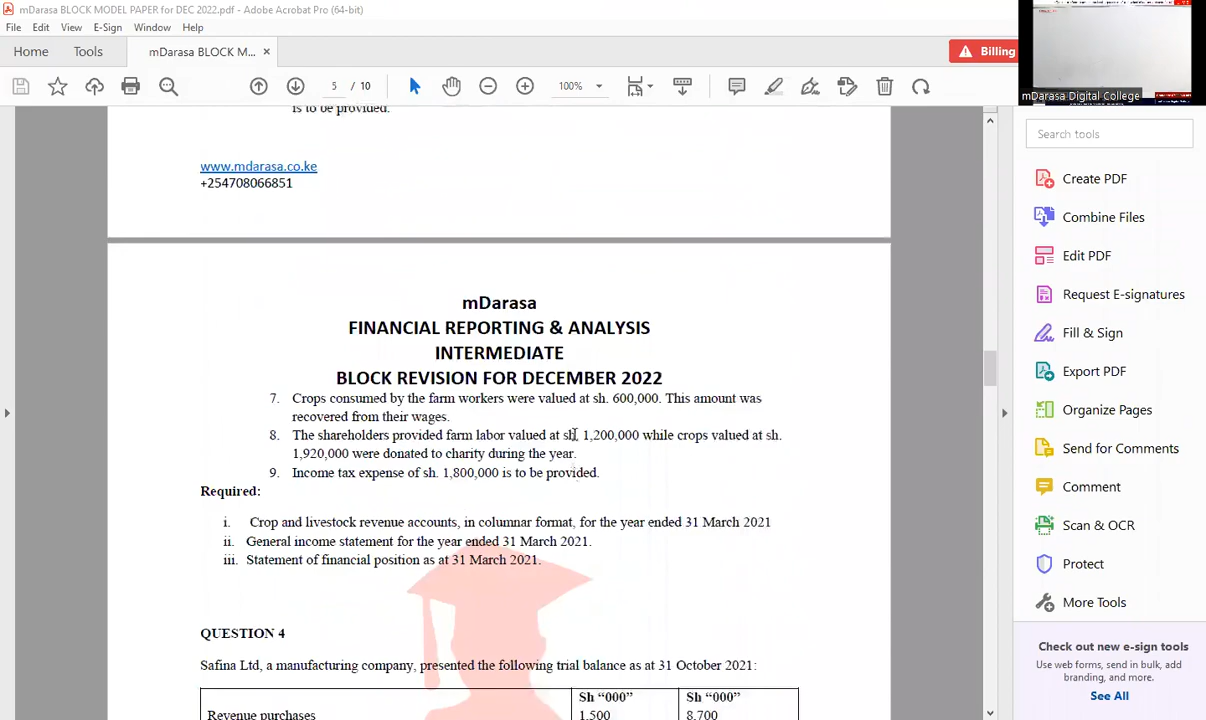 mDarasa BLOCK MODEL PAPER for DEC 2022.pdf - Adobe Acrobat Pro (64-bit)
File Edit View E-Sign Window Help
Home Tools mDarasa BLOCK M... × Billing
5 / 10 100%
mDarasa Digital College
is to be provided.
www.mdarasa.co.ke
+254708066851
mDarasa
FINANCIAL REPORTING & ANALYSIS
INTERMEDIATE
BLOCK REVISION FOR DECEMBER 2022
7. Crops consumed by the farm workers were valued at sh. 600,000. This amount was
recovered from their wages.
8. The shareholders provided farm labor valued at sh. 1,200,000 while crops valued at sh.
1,920,000 were donated to charity during the year.
9. Income tax expense of sh. 1,800,000 is to be provided.
Required:
i. Crop and livestock revenue accounts, in columnar format, for the year ended 31 March 2021
ii. General income statement for the year ended 31 March 2021.
iii. Statement of financial position as at 31 March 2021.
QUESTION 4
Safina Ltd, a manufacturing company, presented the following trial balance as at 31 October 2021:
Sh “000” Sh “000”
Revenue purchases 1,500 8,700
Search tools
Create PDF
Combine Files
Edit PDF
Request E-signatures
Fill & Sign
Export PDF
Organize Pages
Send for Comments
Comment
Scan & OCR
Protect
More Tools
Check out new e-sign tools
Use web forms, send in bulk, add
branding, and more.
See All